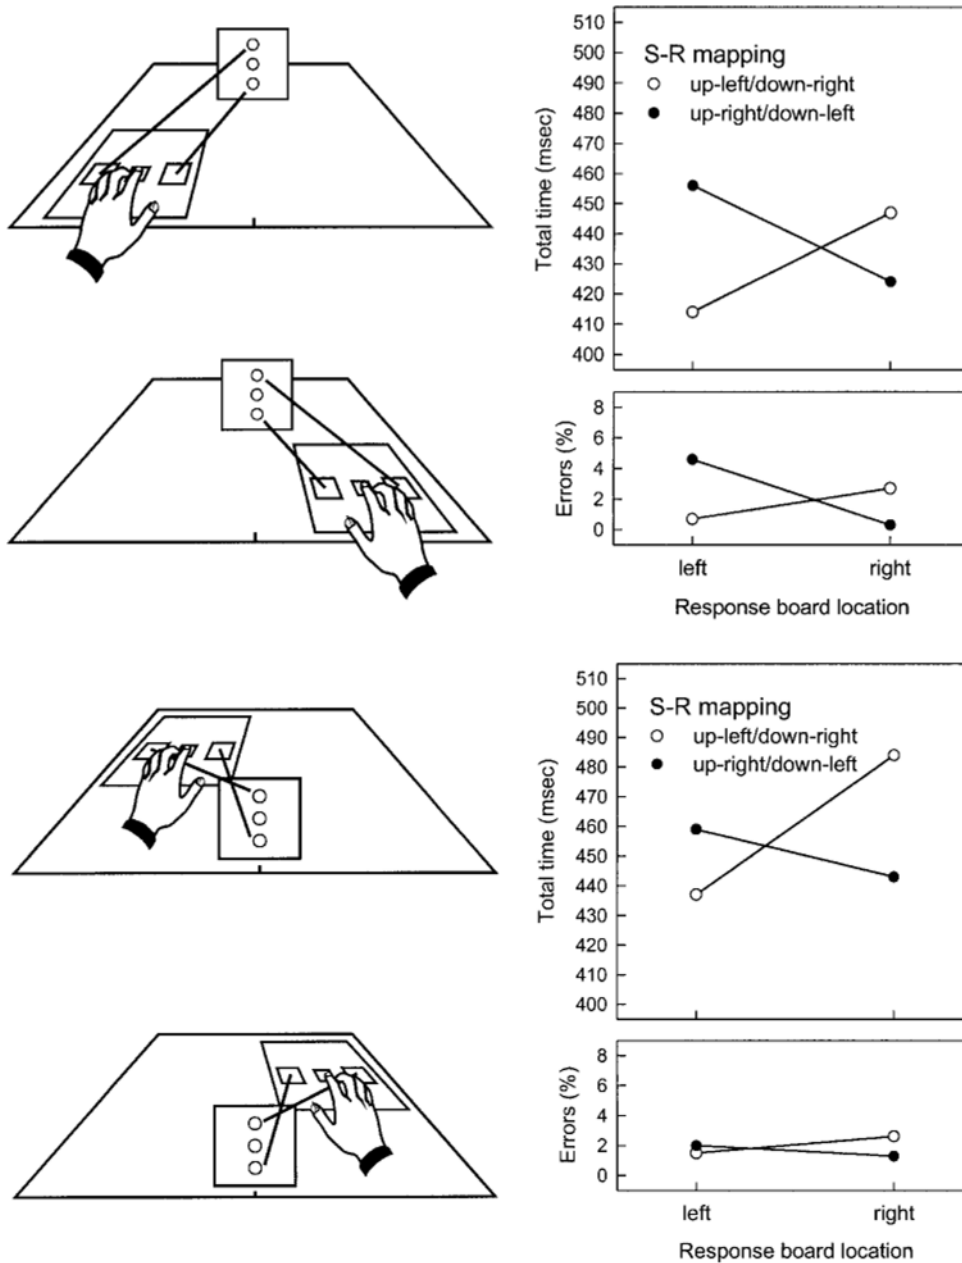 510
500
490
480
470
460
450
440
430
420
410
400
Total time (msec)
S-R mapping
up-left/down-right
up-right/down-left
8
6
4
2
0
Errors (%)
left right
Response board location
510
500
490
480
470
460
450
440
430
420
410
400
Total time (msec)
S-R mapping
up-left/down-right
up-right/down-left
8
6
4
2
0
Errors (%)
left right
Response board location